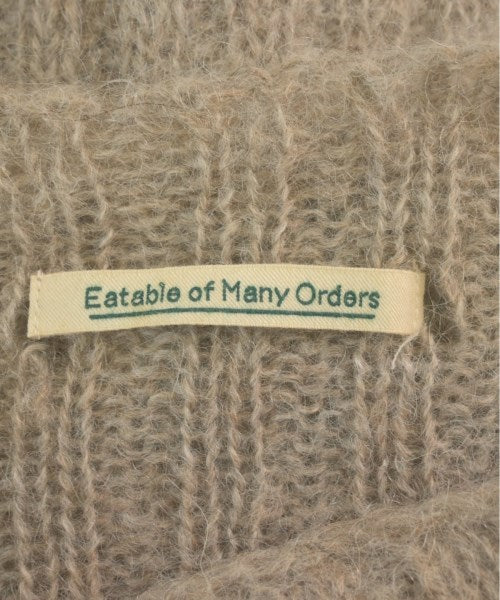 Eatable of Many Orders